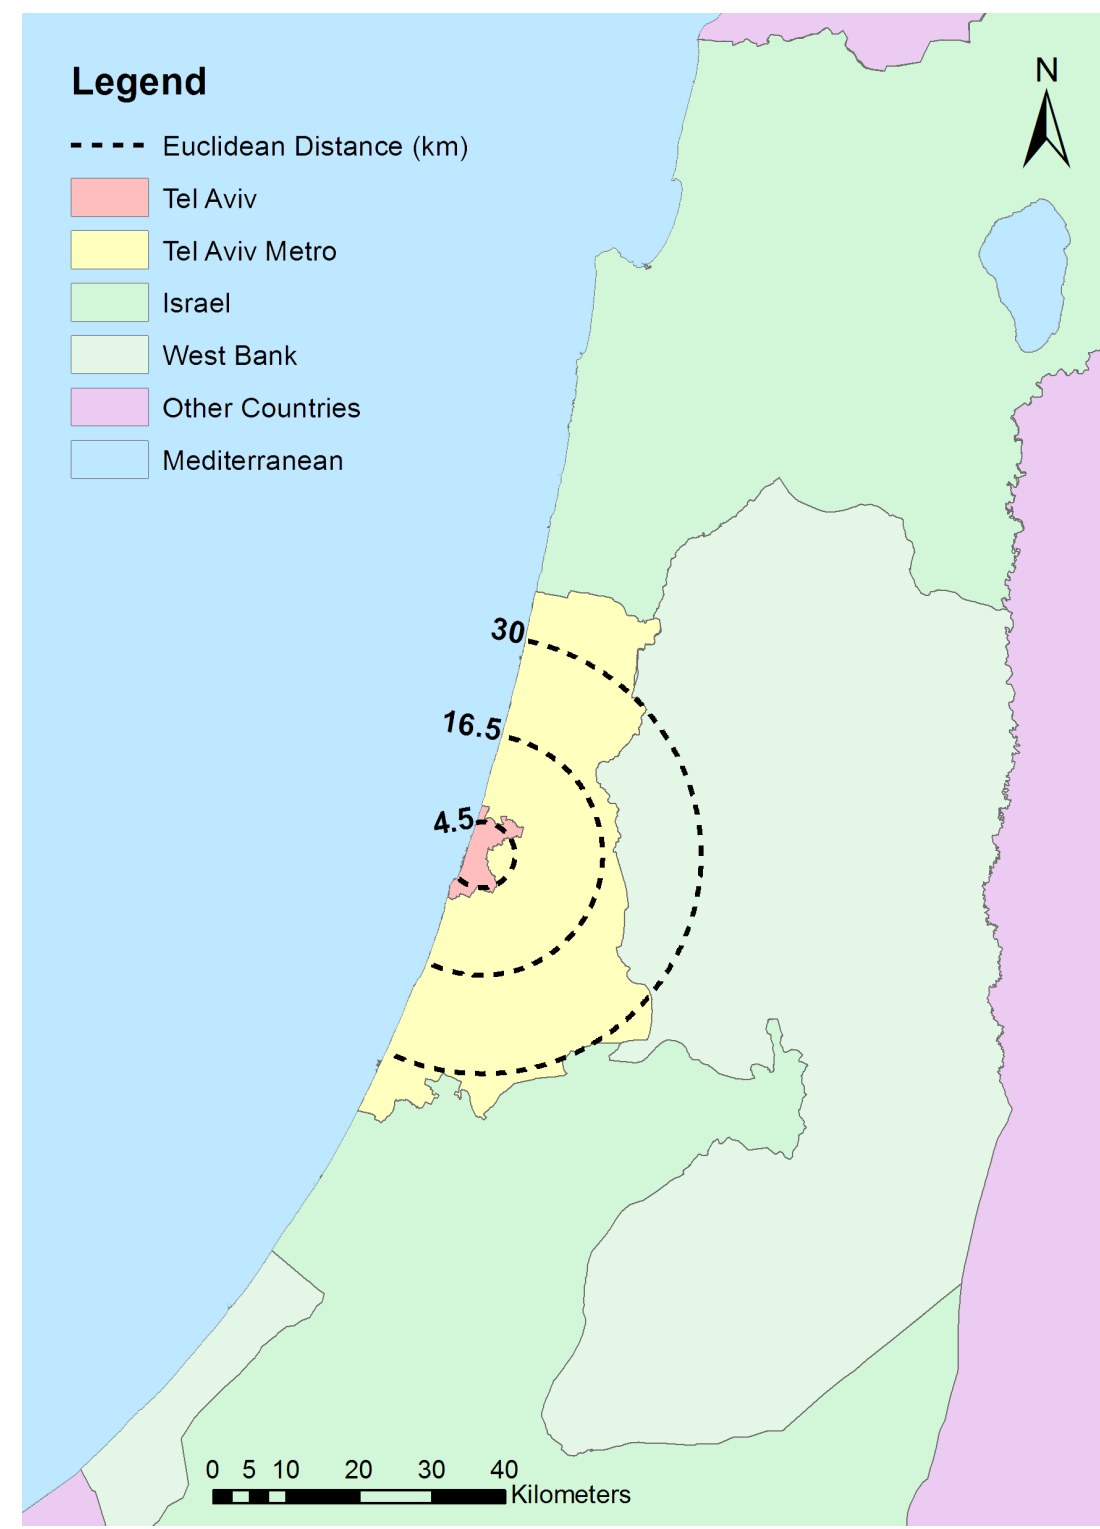 Legend
N
Euclidean Distance (km)
Tel Aviv
Tel Aviv Metro
Israel
West Bank
Other Countries
Mediterranean
30
16.5
4.5
0 5 10 20 30 40
Kilometers